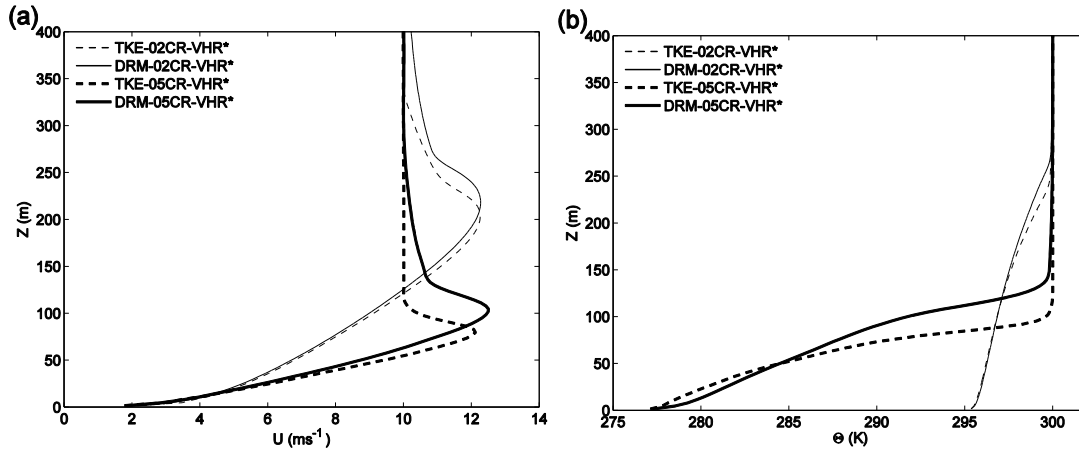 (a)
400
350
300
250
200
150
100
50
0
Z (m)
0 2 4 6 8 10 12 14
U (ms⁻¹)
TKE-02CR-VHR*
DRM-02CR-VHR*
TKE-05CR-VHR*
DRM-05CR-VHR*
(b)
400
350
300
250
200
150
100
50
0
Z (m)
275 280 285 290 295 300
Θ (K)
TKE-02CR-VHR*
DRM-02CR-VHR*
TKE-05CR-VHR*
DRM-05CR-VHR*